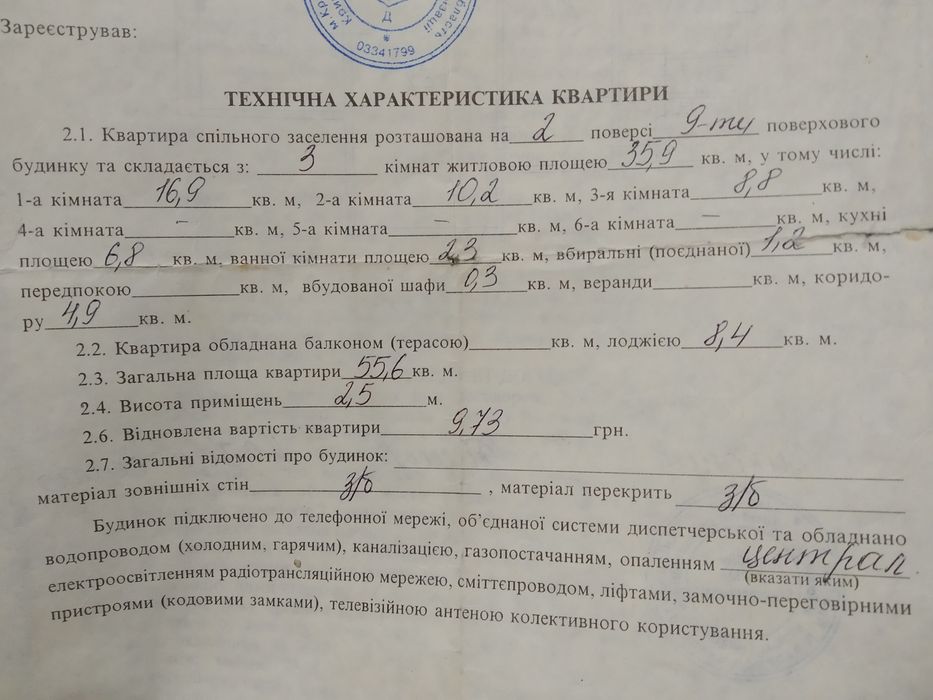 м. Кр
область
Д
03341799
Зареєстрував:
ТЕХНІЧНА ХАРАКТЕРИСТИКА КВАРТИРИ
2.1. Квартира спільного заселення розташована на 2 поверсі 9-ти поверхового
будинку та складається з: 3 кімнат житловою площею 35,9 кв. м, у тому числі:
1-а кімната 16,9 кв. м, 2-а кімната 10,2 кв. м, 3-я кімната 8,8 кв. м,
4-а кімната – кв. м, 5-а кімната – кв. м, 6-а кімната – кв. м, кухні
площею 6,8 кв. м, ванної кімнати площею 2,3 кв. м, вбиральні (поєднаної) 1,2 кв. м,
передпокою кв. м, вбудованої шафи 0,3 кв. м, веранди кв. м, коридо-
ру 4,9 кв. м.
2.2. Квартира обладнана балконом (терасою) кв. м, лоджією 8,4 кв. м.
2.3. Загальна площа квартири 55,6 кв. м.
2.4. Висота приміщень 2,5 м.
2.6. Відновлена вартість квартири 9,73 грн.
2.7. Загальні відомості про будинок:
матеріал зовнішніх стін з/б , матеріал перекрить з/б
Будинок підключено до телефонної мережі, об'єднаної системи диспетчерської та обладнано
водопроводом (холодним, гарячим), каналізацією, газопостачанням, опаленням централ.
(вказати яким)
електроосвітленням радіотрансляційною мережею, сміттєпроводом, ліфтами, замочно-переговірними
пристроями (кодовими замками), телевізійною антеною колективного користування.